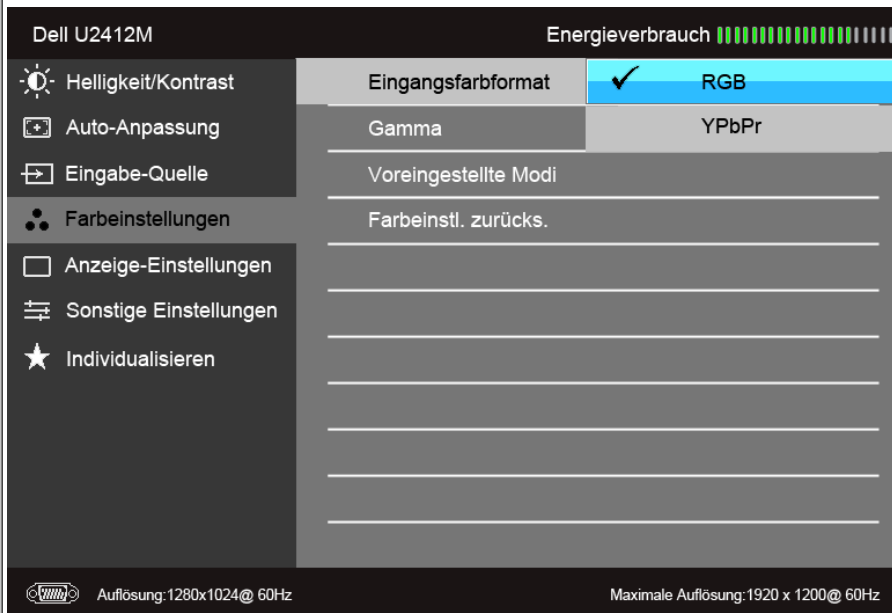 Dell U2412M Energieverbrauch
Helligkeit/Kontrast Eingangsfarbformat RGB
Auto-Anpassung Gamma YPbPr
Eingabe-Quelle Voreingestellte Modi
Farbeinstellungen Farbeinstl. zurücks.
Anzeige-Einstellungen
Sonstige Einstellungen
Individualisieren
Auflösung:1280x1024@ 60Hz Maximale Auflösung:1920 x 1200@ 60Hz